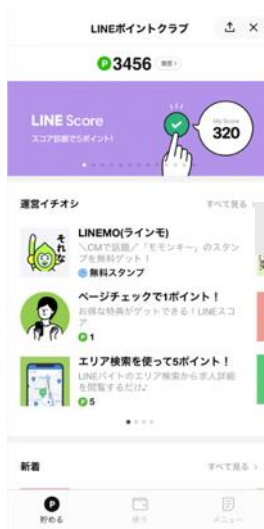 LINEポイントクラブ
P 3456
LINE Score
スコア診断で5ポイント!
My Score
320
運営イチオシ
すべて見る
それな
LINEMO(ラインモ)
＼CMで話題／「モモンキー」のスタン
プを無料ゲット！
無料スタンプ
ページチェックで1ポイント！
お得な特典がゲットできる！LINEスコ
ア
P 1
エリア検索を使って5ポイント！
LINEバイトのエリア検索から求人詳細
を閲覧するだけ♪
P 5
新着
すべて見る
P
貯める
使う
メニュー